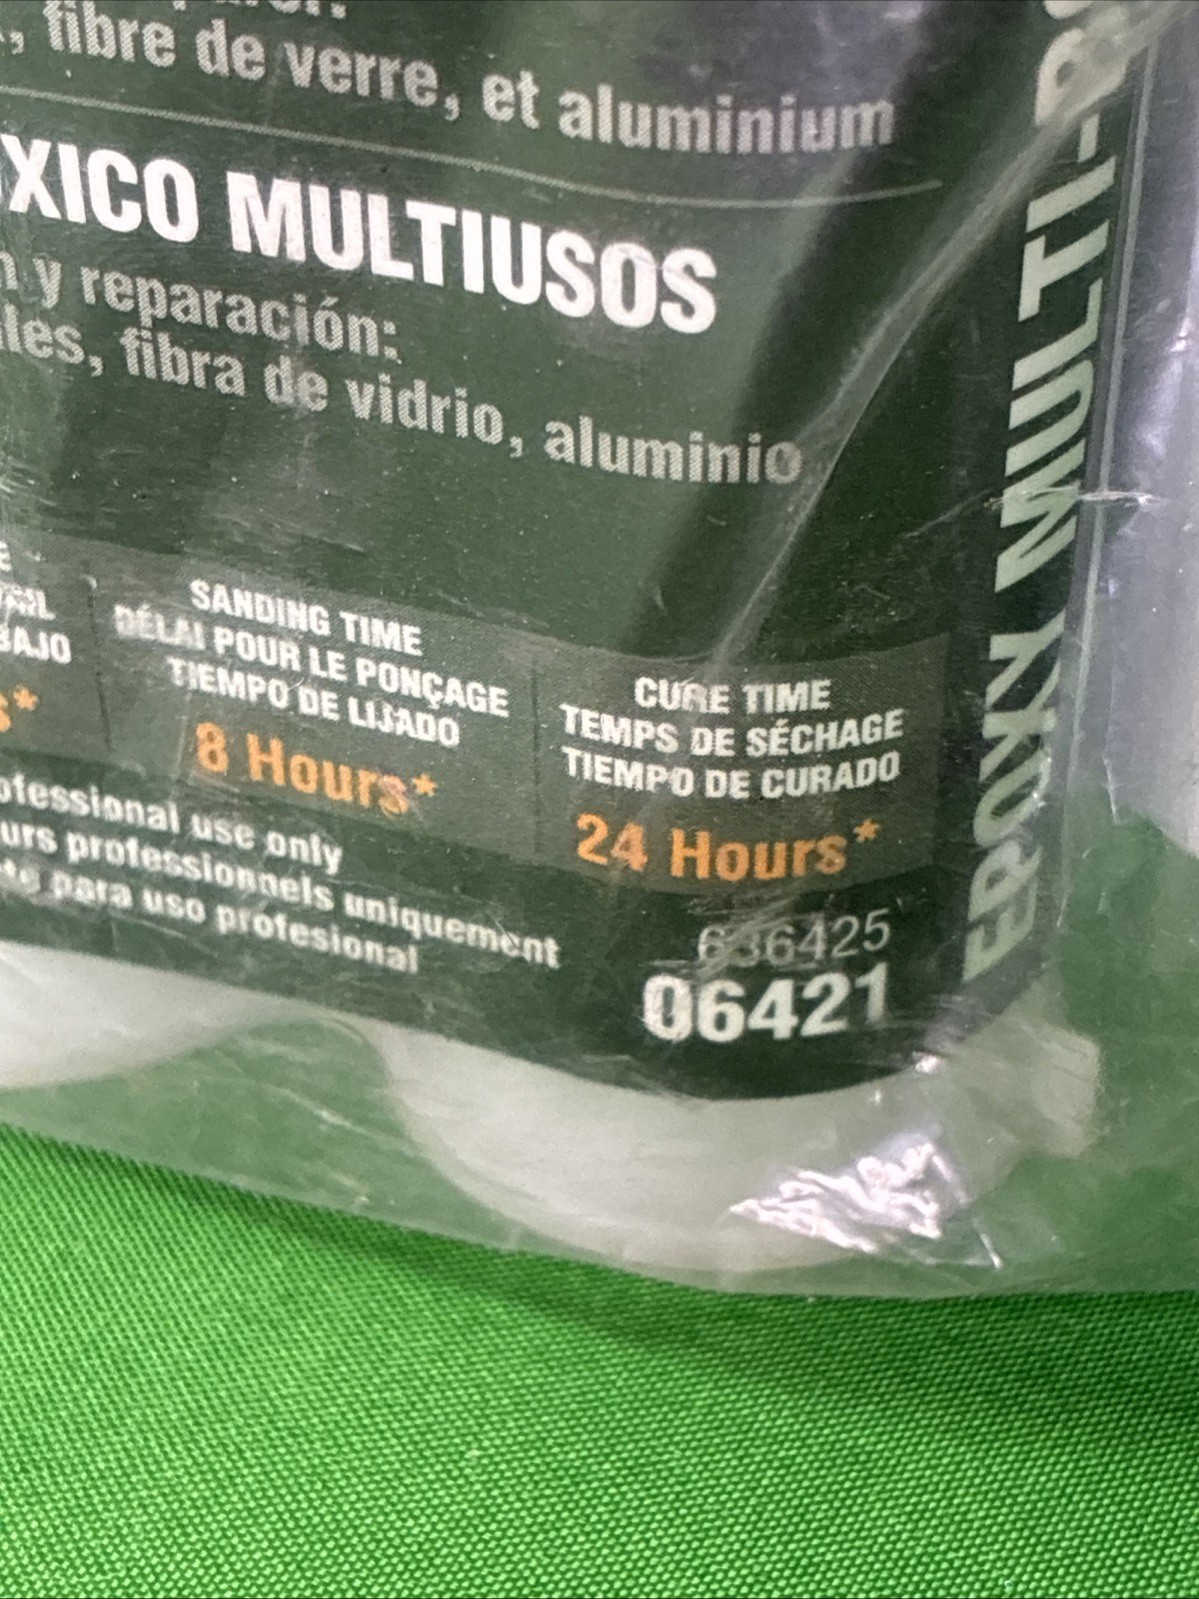 , fibre de verre, et aluminium
XICO MULTIUSOS
n y reparación:
les, fibra de vidrio, aluminio
BAJO
s*
SANDING TIME
DÉLAI POUR LE PONÇAGE
TIEMPO DE LIJADO
8 Hours*
CURE TIME
TEMPS DE SÉCHAGE
TIEMPO DE CURADO
24 Hours*
ofessional use only
urs professionnels uniquement
te para uso profesional
636425
06421
EPOXY MULTI-